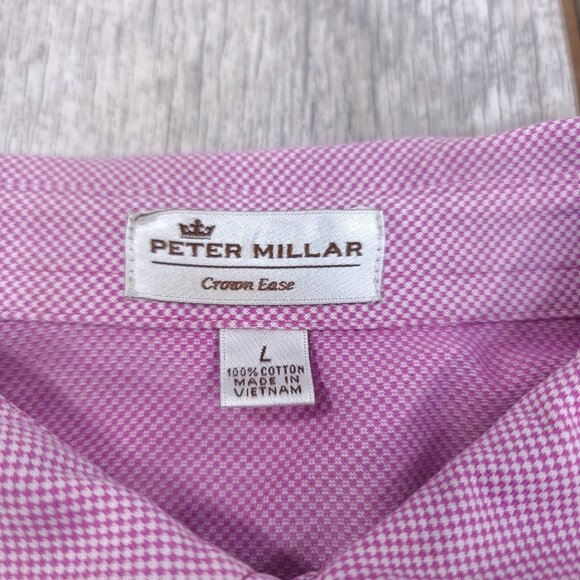 PETER MILLAR
Crown Ease
L
100% COTTON
MADE IN
VIETNAM